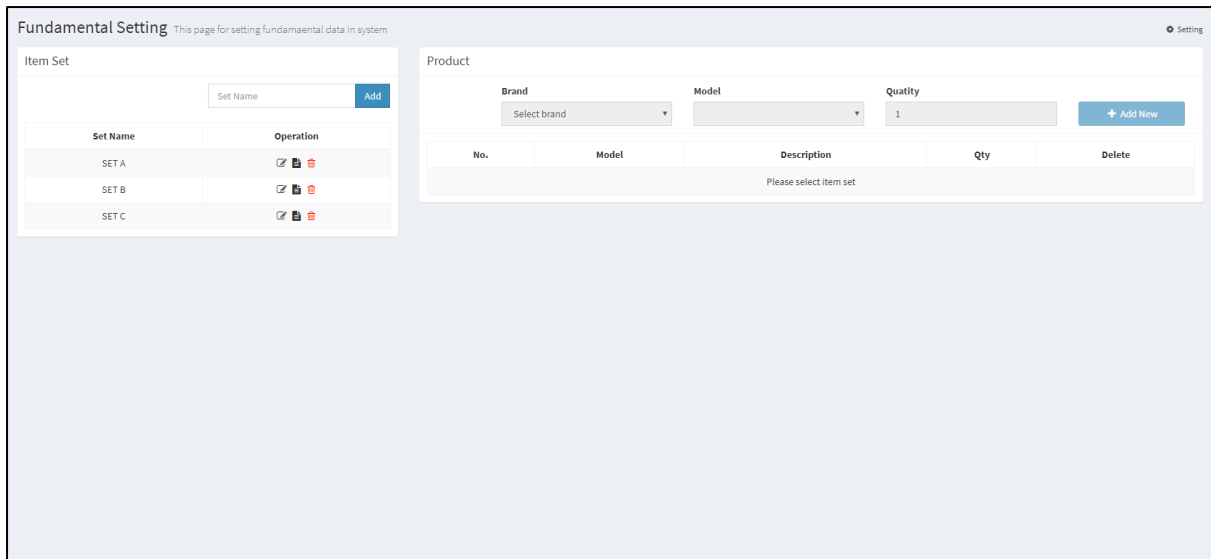 Fundamental Setting This page for setting fundamaental data in system
Setting
Item Set
Set Name Add
Set Name Operation
SET A
SET B
SET C
Product
Brand Model Quatity
Select brand 1 + Add New
No. Model Description Qty Delete
Please select item set